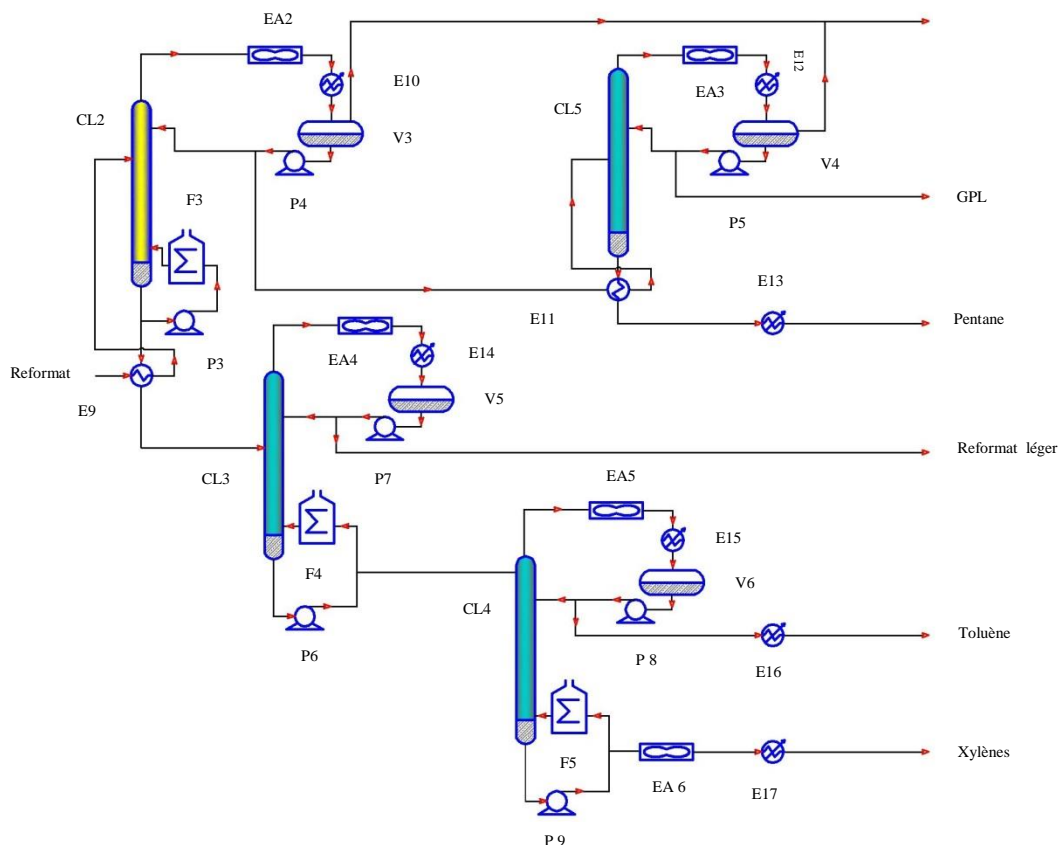 EA2
E10
CL2
V3
F3
P4
EA3
E12
CL5
V4
P5
GPL
E13
E11
Pentane
P3
Reformat
E9
EA4
E14
V5
CL3
P7
Reformat léger
EA5
E15
F4
V6
CL4
P6
P 8
E16
Toluène
F5
EA 6
E17
Xylènes
P 9